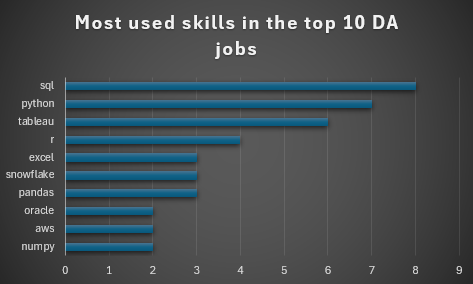 Most used skills in the top 10 DA
jobs
sql
python
tableau
r
excel
snowflake
pandas
oracle
aws
numpy
0 1 2 3 4 5 6 7 8 9